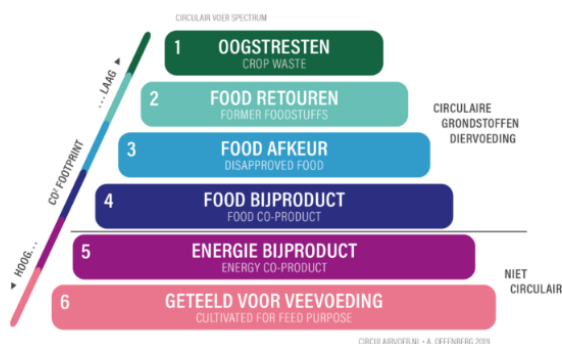 CIRCULAIR VOER SPECTRUM
1 OOGSTRESTEN
CROP WASTE
2 FOOD RETOUREN
FORMER FOODSTUFFS
3 FOOD AFKEUR
DISAPPROVED FOOD
4 FOOD BIJPRODUCT
FOOD CO-PRODUCT
5 ENERGIE BIJPRODUCT
ENERGY CO-PRODUCT
6 GETEELD VOOR VEEVOEDING
CULTIVATED FOR FEED PURPOSE
...LAAG ▲
CO² FOOTPRINT
◄ HOOG...
CIRCULAIRE
GRONDSTOFFEN
DIERVOEDING
NIET
CIRCULAIR
CIRCULAIRVOER.NL • A. OFFENBERG 2019